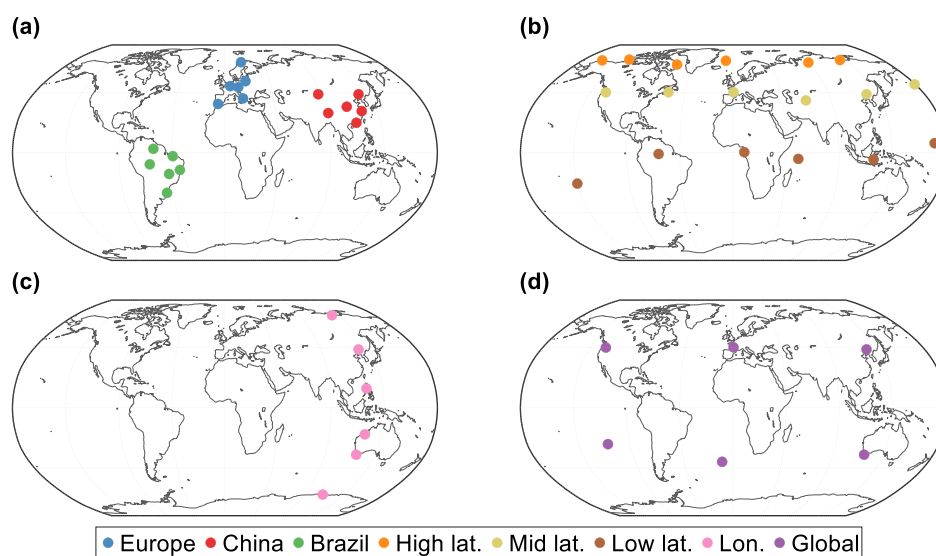 (a)
(b)
(c)
(d)
Europe China Brazil High lat. Mid lat. Low lat. Lon. Global